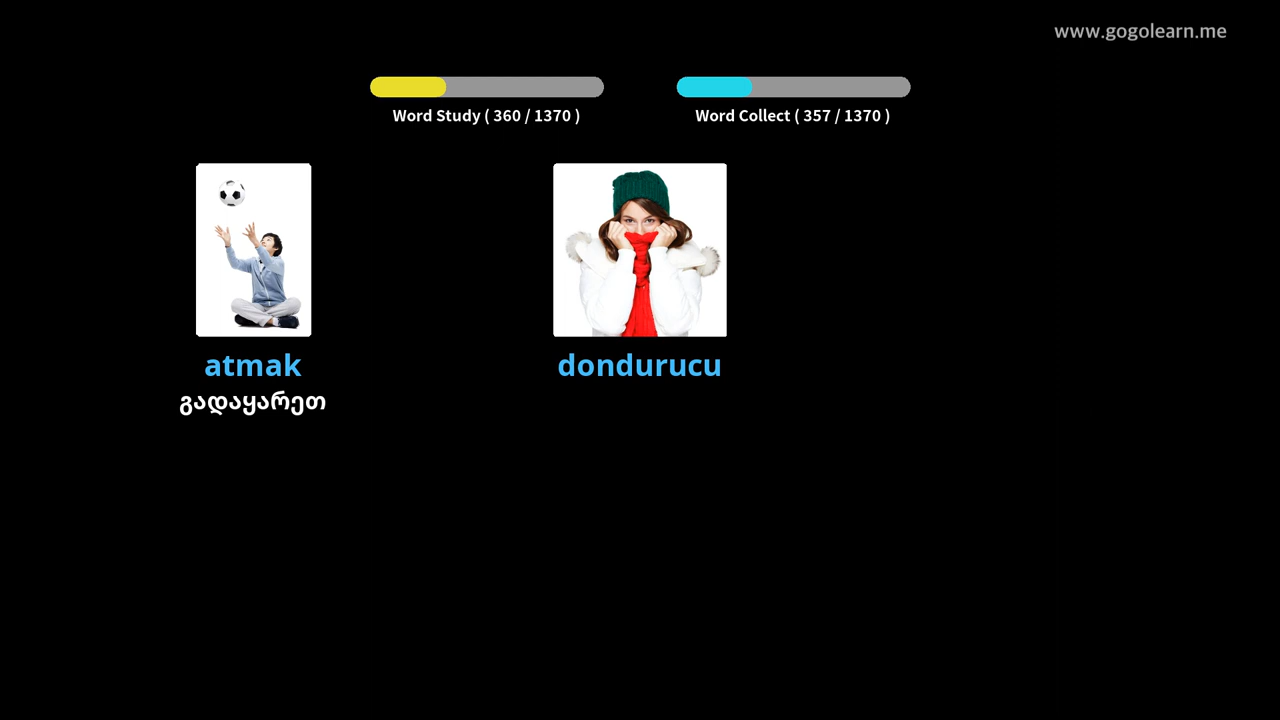 www.gogolearn.me
Word Study ( 360 / 1370 )
Word Collect ( 357 / 1370 )
atmak
გადაყარეთ
dondurucu